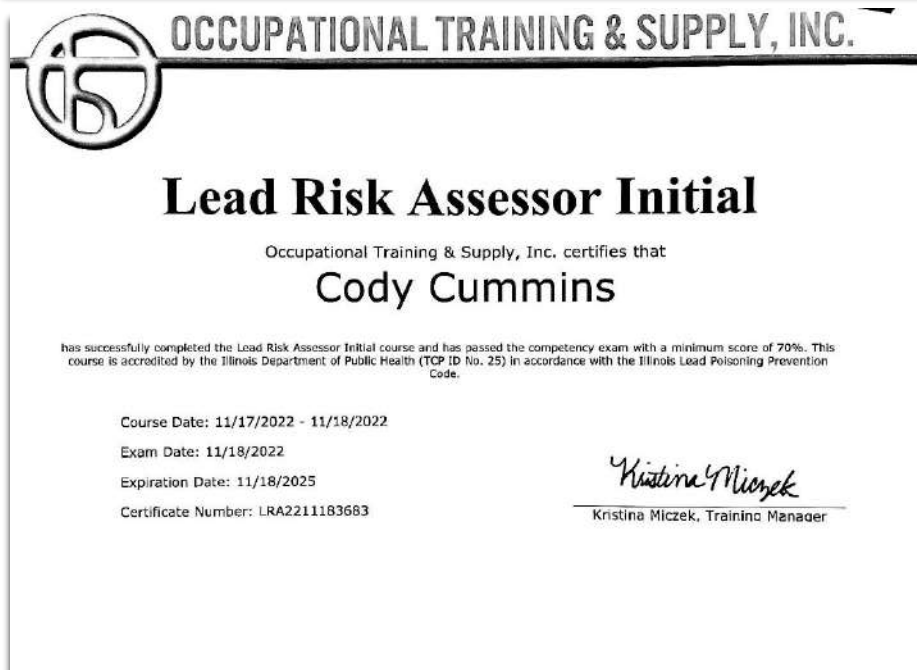 OCCUPATIONAL TRAINING & SUPPLY, INC.
Lead Risk Assessor Initial
Occupational Training & Supply, Inc. certifies that
Cody Cummins
has successfully completed the Lead Risk Assessor Initial course and has passed the competency exam with a minimum score of 70%. This
course is accredited by the Illinois Department of Public Health (TCP ID No. 25) in accordance with the Illinois Lead Poisoning Prevention
Code.
Course Date: 11/17/2022 - 11/18/2022
Exam Date: 11/18/2022
Expiration Date: 11/18/2025
Certificate Number: LRA2211183683
Kristina Miczek
Kristina Miczek, Training Manager